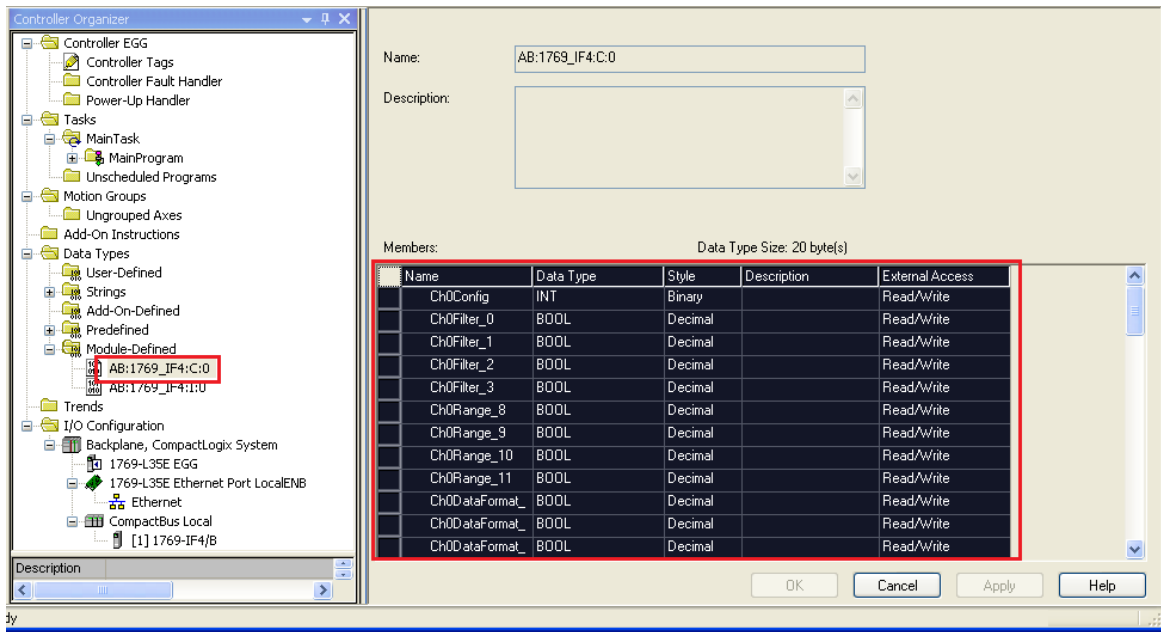 Controller Organizer
Controller EGG
Controller Tags
Controller Fault Handler
Power-Up Handler
Tasks
MainTask
MainProgram
Unscheduled Programs
Motion Groups
Ungrouped Axes
Add-On Instructions
Data Types
User-Defined
Strings
Add-On-Defined
Predefined
Module-Defined
AB:1769_IF4:C:0
AB:1769_IF4:I:0
Trends
I/O Configuration
Backplane, CompactLogix System
1769-L35E EGG
1769-L35E Ethernet Port LocalENB
Ethernet
CompactBus Local
[1] 1769-IF4/B
Description
Name: AB:1769_IF4:C:0
Description:
Members: Data Type Size: 20 byte(s)
Name Data Type Style Description External Access
Ch0Config INT Binary Read/Write
Ch0Filter_0 BOOL Decimal Read/Write
Ch0Filter_1 BOOL Decimal Read/Write
Ch0Filter_2 BOOL Decimal Read/Write
Ch0Filter_3 BOOL Decimal Read/Write
Ch0Range_8 BOOL Decimal Read/Write
Ch0Range_9 BOOL Decimal Read/Write
Ch0Range_10 BOOL Decimal Read/Write
Ch0Range_11 BOOL Decimal Read/Write
Ch0DataFormat_ BOOL Decimal Read/Write
Ch0DataFormat_ BOOL Decimal Read/Write
Ch0DataFormat_ BOOL Decimal Read/Write
OK Cancel Apply Help